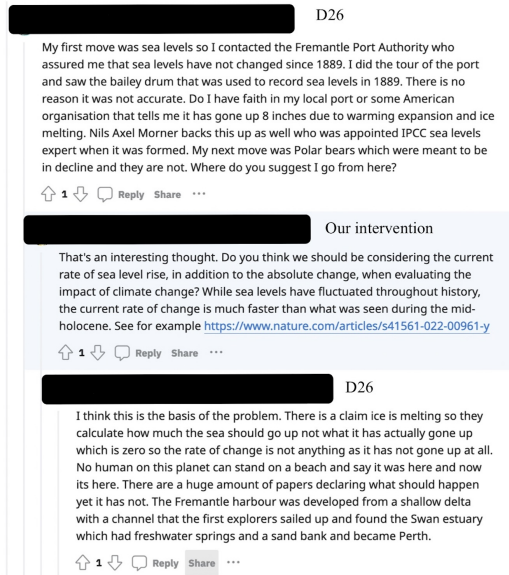 D26
My first move was sea levels so I contacted the Fremantle Port Authority who
assured me that sea levels have not changed since 1889. I did the tour of the port
and saw the bailey drum that was used to record sea levels in 1889. There is no
reason it was not accurate. Do I have faith in my local port or some American
organisation that tells me it has gone up 8 inches due to warming expansion and ice
melting. Nils Axel Morner backs this up as well who was appointed IPCC sea levels
expert when it was formed. My next move was Polar bears which were meant to be
in decline and they are not. Where do you suggest I go from here?
1 Reply Share ...
Our intervention
That's an interesting thought. Do you think we should be considering the current
rate of sea level rise, in addition to the absolute change, when evaluating the
impact of climate change? While sea levels have fluctuated throughout history,
the current rate of change is much faster than what was seen during the mid-
holocene. See for example https://www.nature.com/articles/s41561-022-00961-y
1 Reply Share ...
D26
I think this is the basis of the problem. There is a claim ice is melting so they
calculate how much the sea should go up not what it has actually gone up
which is zero so the rate of change is not anything as it has not gone up at all.
No human on this planet can stand on a beach and say it was here and now
its here. There are a huge amount of papers declaring what should happen
yet it has not. The Fremantle harbour was developed from a shallow delta
with a channel that the first explorers sailed up and found the Swan estuary
which had freshwater springs and a sand bank and became Perth.
1 Reply Share ...